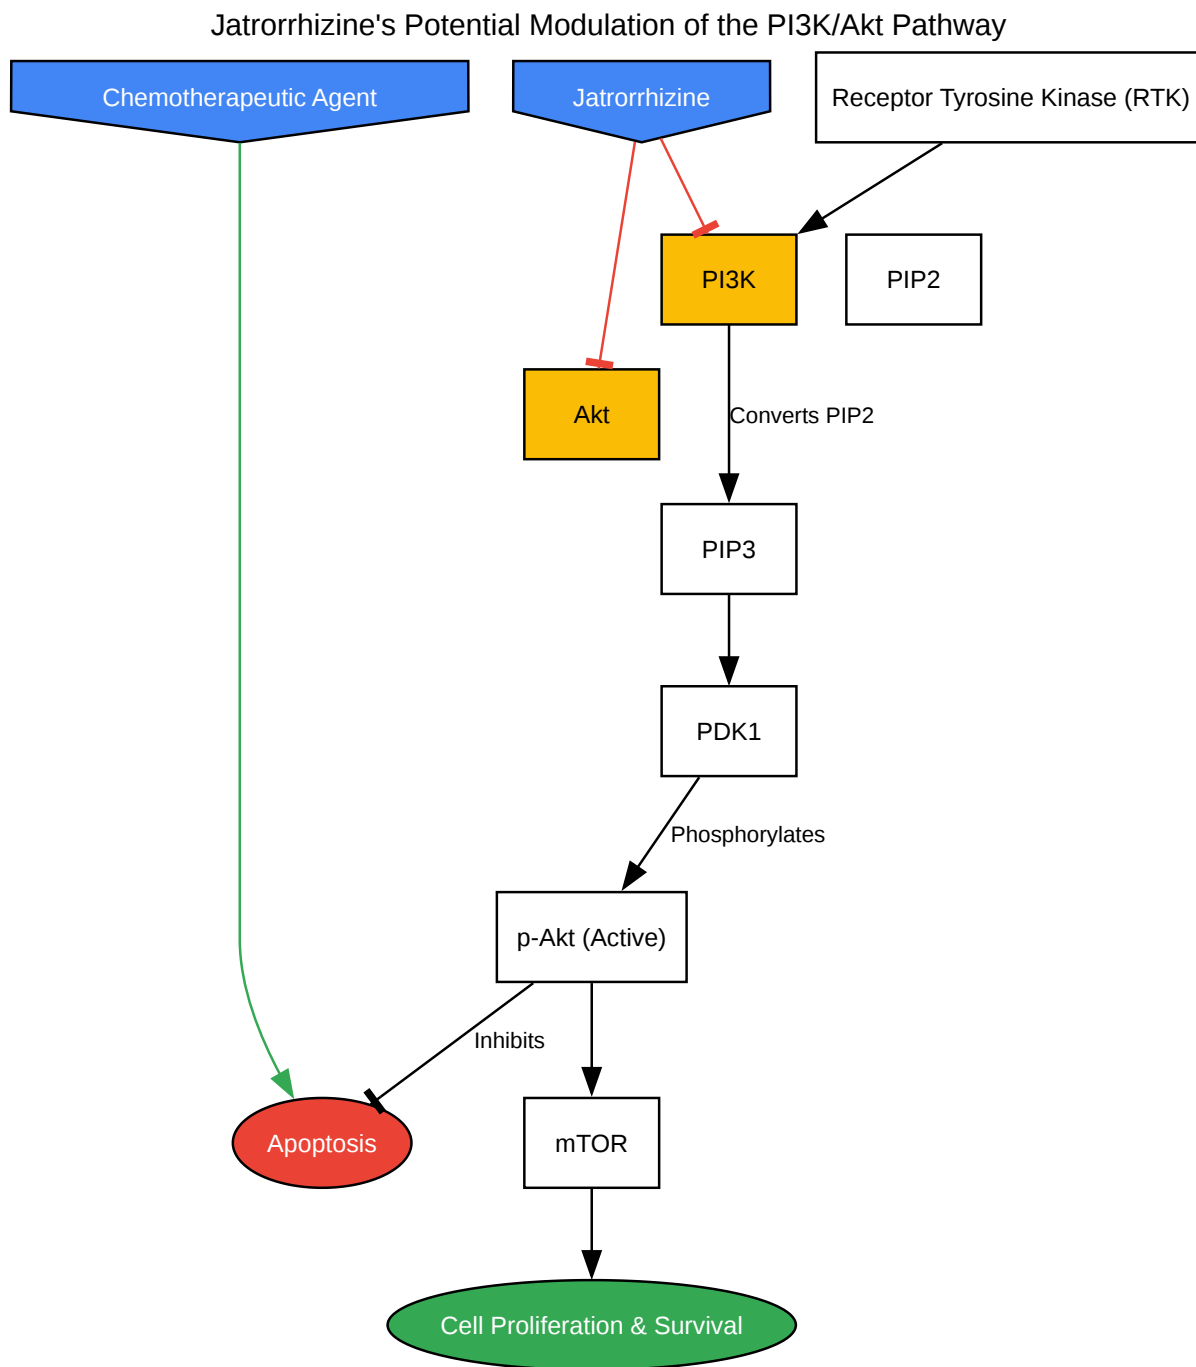 Jatrorrhizine's Potential Modulation of the PI3K/Akt Pathway
Chemotherapeutic Agent
Jatrorrhizine
Receptor Tyrosine Kinase (RTK)
PI3K
PIP2
Akt
Converts PIP2
PIP3
PDK1
Phosphorylates
p-Akt (Active)
Inhibits
Apoptosis
mTOR
Cell Proliferation & Survival